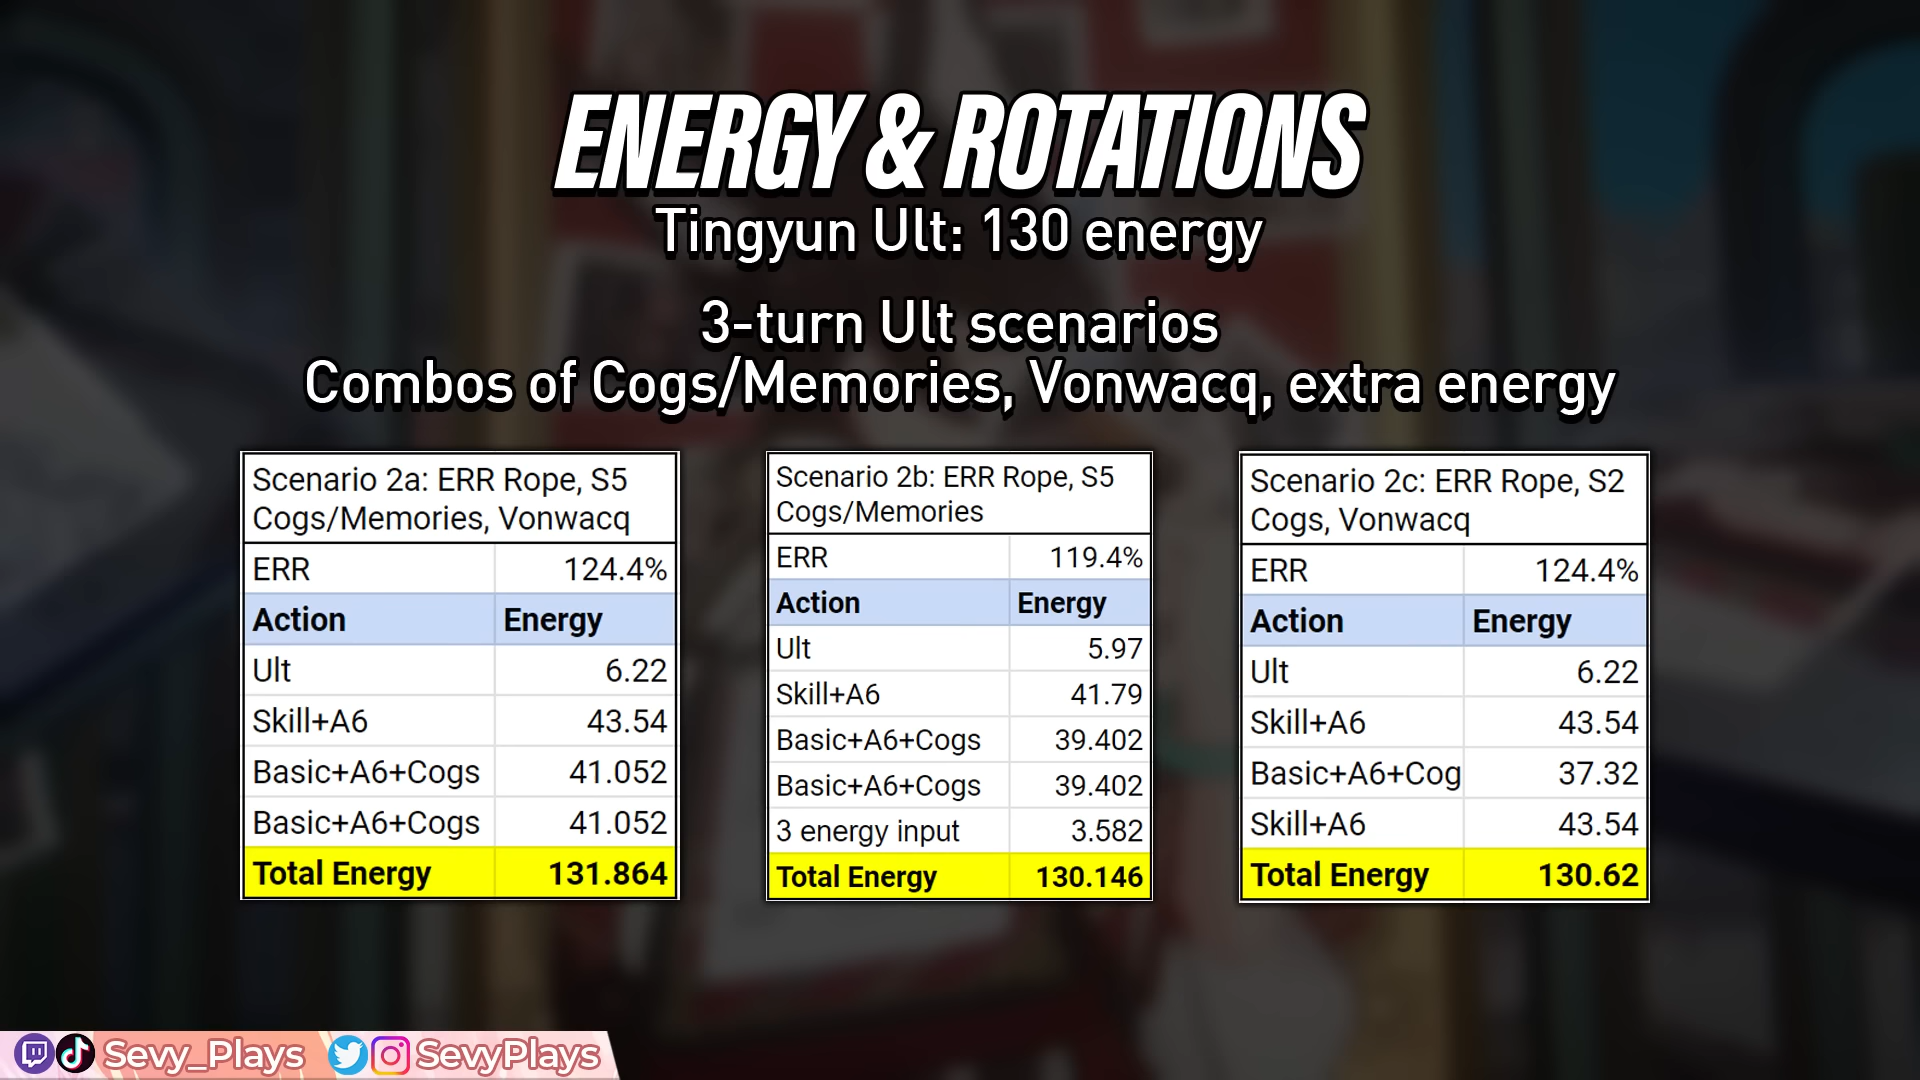 ENERGY & ROTATIONS
Tingyun Ult: 130 energy
3-turn Ult scenarios
Combos of Cogs/Memories, Vonwacq, extra energy
Scenario 2a: ERR Rope, S5
Cogs/Memories, Vonwacq
ERR 124.4%
Action Energy
Ult 6.22
Skill+A6 43.54
Basic+A6+Cogs 41.052
Basic+A6+Cogs 41.052
Total Energy 131.864
Scenario 2b: ERR Rope, S5
Cogs/Memories
ERR 119.4%
Action Energy
Ult 5.97
Skill+A6 41.79
Basic+A6+Cogs 39.402
Basic+A6+Cogs 39.402
3 energy input 3.582
Total Energy 130.146
Scenario 2c: ERR Rope, S2
Cogs, Vonwacq
ERR 124.4%
Action Energy
Ult 6.22
Skill+A6 43.54
Basic+A6+Cog 37.32
Skill+A6 43.54
Total Energy 130.62
Sevy_Plays SevyPlays